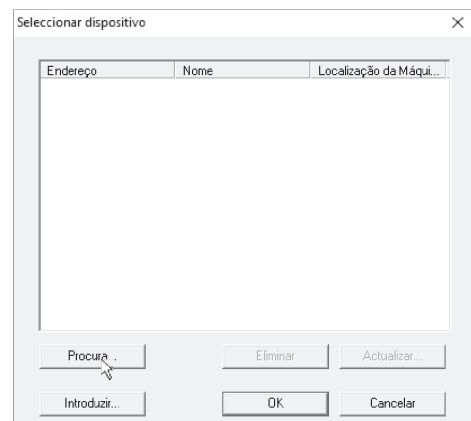 Seleccionar dispositivo
Endereço Nome Localização da Máqui...
Procura...
Eliminar Actualizar...
Introduzir... OK Cancelar